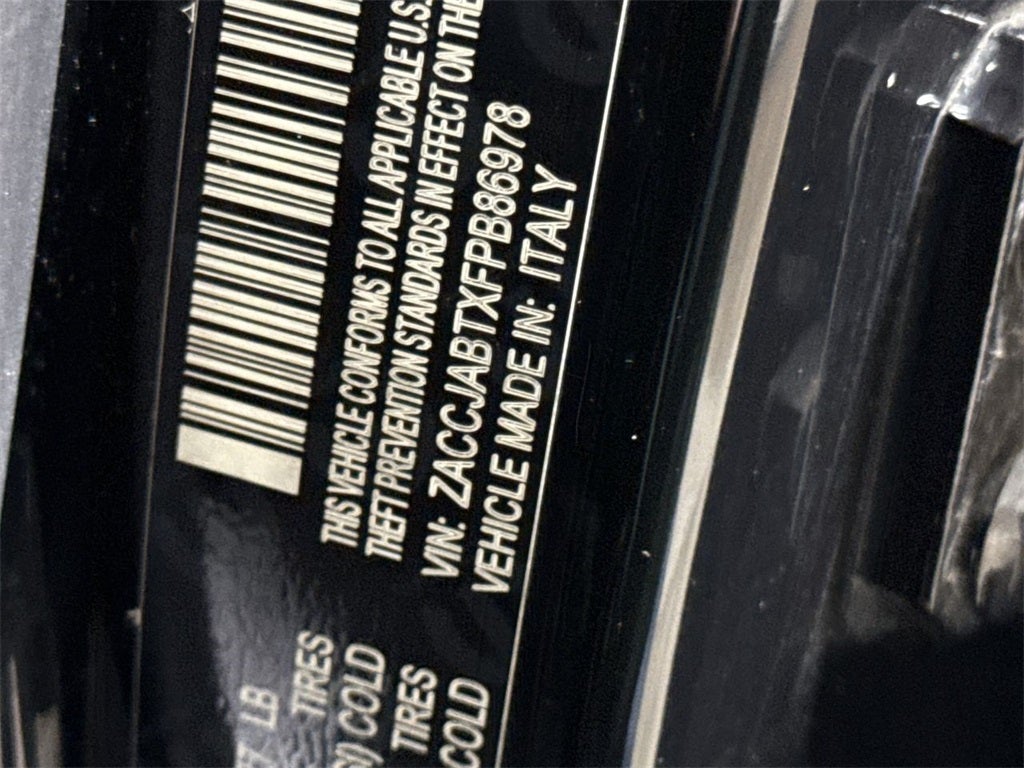 THIS VEHICLE CONFORMS TO ALL APPLICABLE U.S.
THEFT PREVENTION STANDARDS IN EFFECT ON THE
VIN: ZACCJABTXFPB86978
VEHICLE MADE IN: ITALY
LB
TIRES
COLD
TIRES
COLD